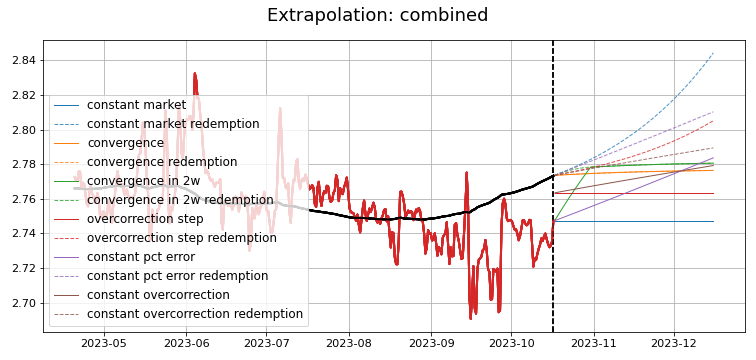 Extrapolation: combined
2.84
2.82
2.80
2.78
2.76
2.74
2.72
2.70
constant market
constant market redemption
convergence
convergence redemption
convergence in 2w
convergence in 2w redemption
overcorrection step
overcorrection step redemption
constant pct error
constant pct error redemption
constant overcorrection
constant overcorrection redemption
2023-05 2023-06 2023-07 2023-08 2023-09 2023-10 2023-11 2023-12